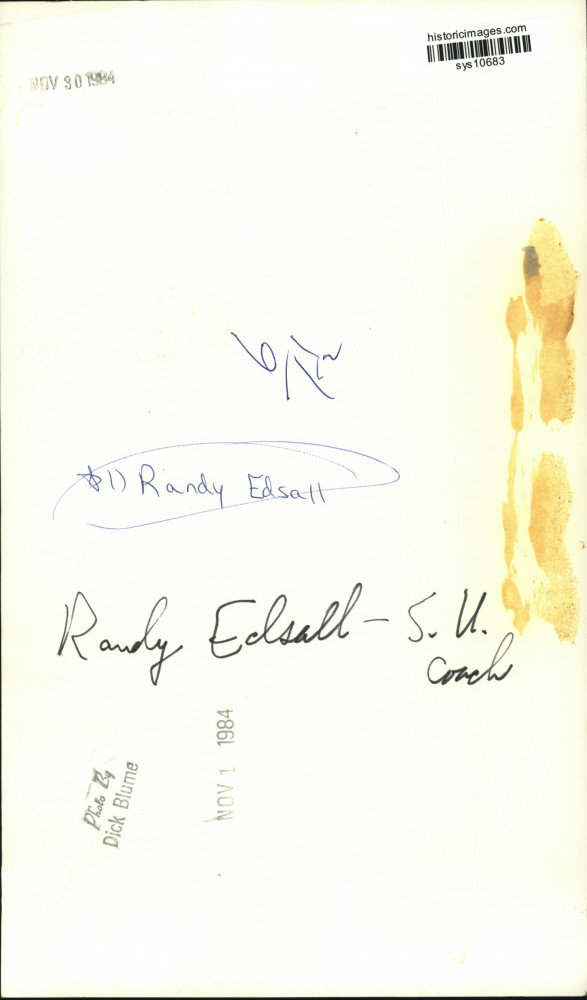 historicimages.com
sys10683
NOV 30 1984
#1) Randy Edsall
Randy Edsall - S. U.
Coach
NOV 1 1984
Photo By
Dick Blume